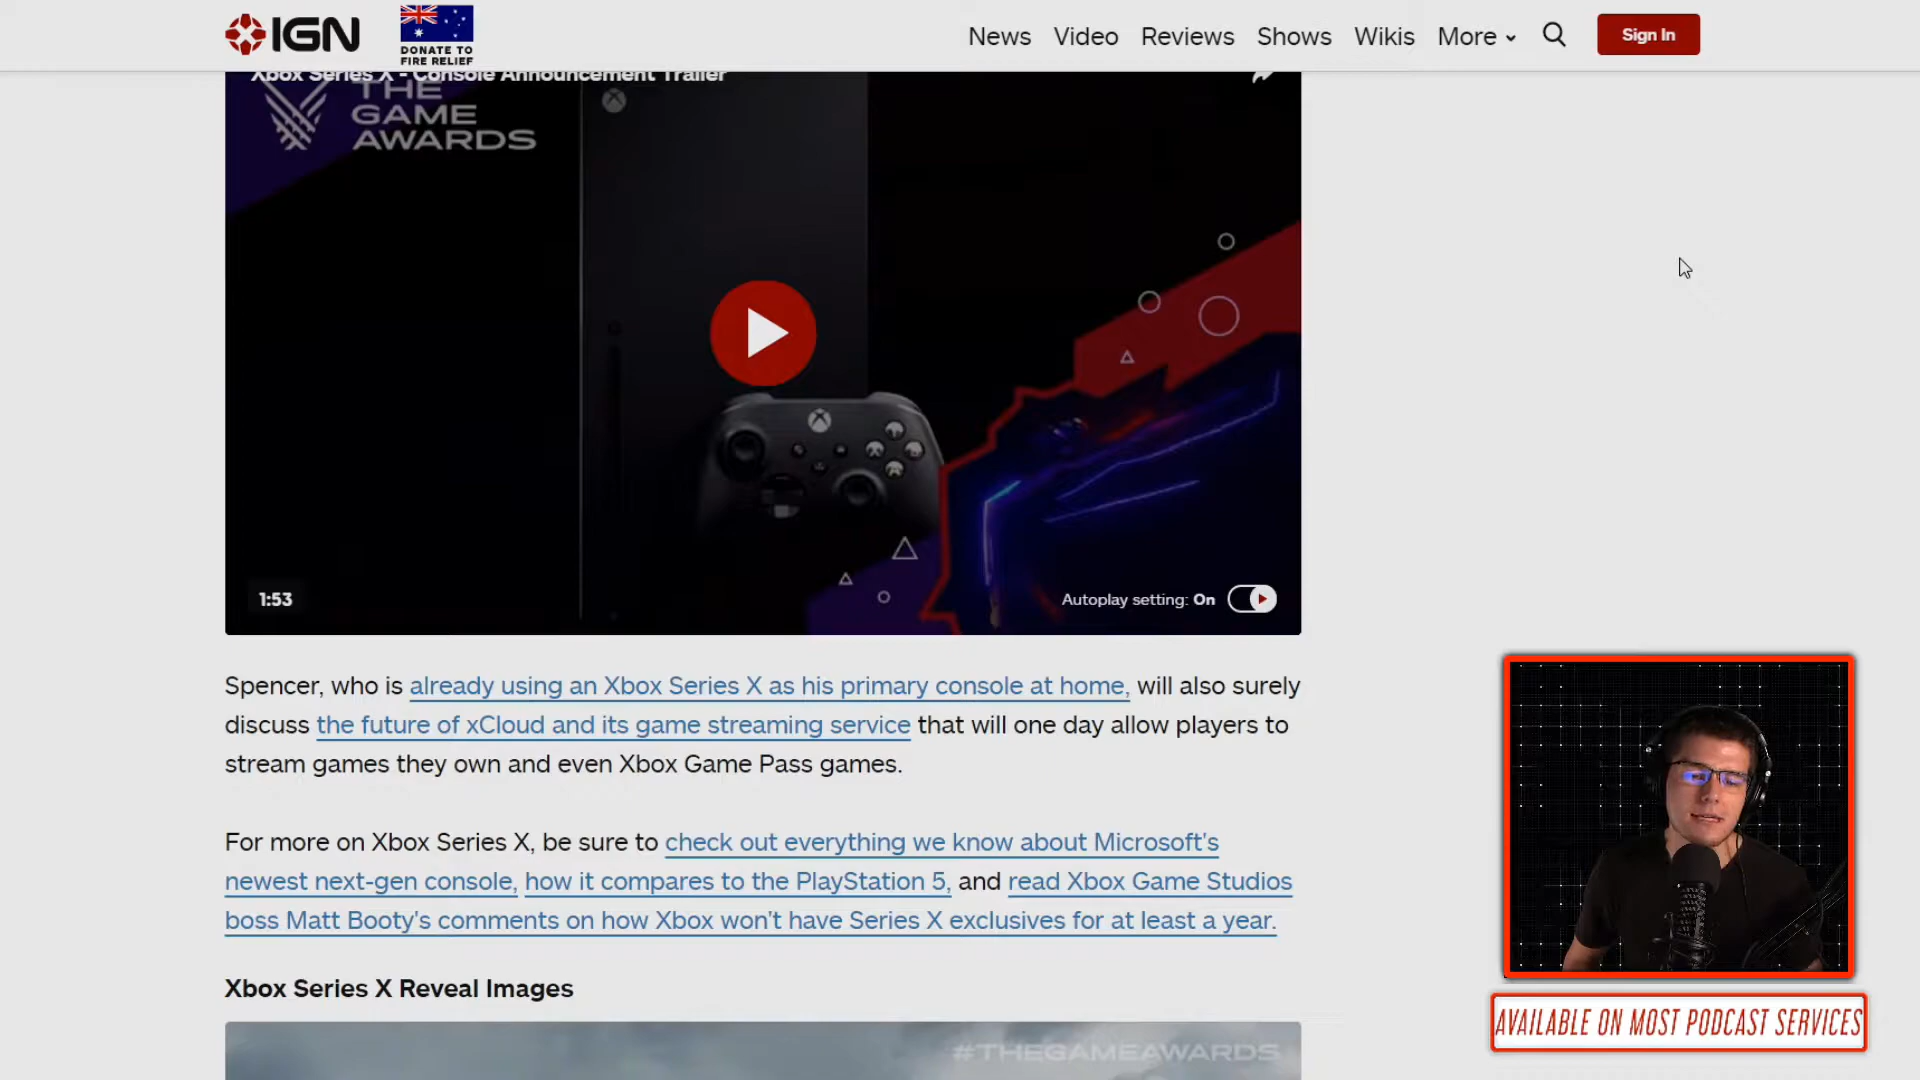 IGN
DONATE TO
FIRE RELIEF
News Video Reviews Shows Wikis More
Sign In
Xbox Series X - Console Announcement Trailer
THE
GAME
AWARDS
1:53
Autoplay setting: On
Spencer, who is already using an Xbox Series X as his primary console at home, will also surely
discuss the future of xCloud and its game streaming service that will one day allow players to
stream games they own and even Xbox Game Pass games.
For more on Xbox Series X, be sure to check out everything we know about Microsoft's
newest next-gen console, how it compares to the PlayStation 5, and read Xbox Game Studios
boss Matt Booty's comments on how Xbox won't have Series X exclusives for at least a year.
Xbox Series X Reveal Images
#THEGAMEAWARDS
AVAILABLE ON MOST PODCAST SERVICES